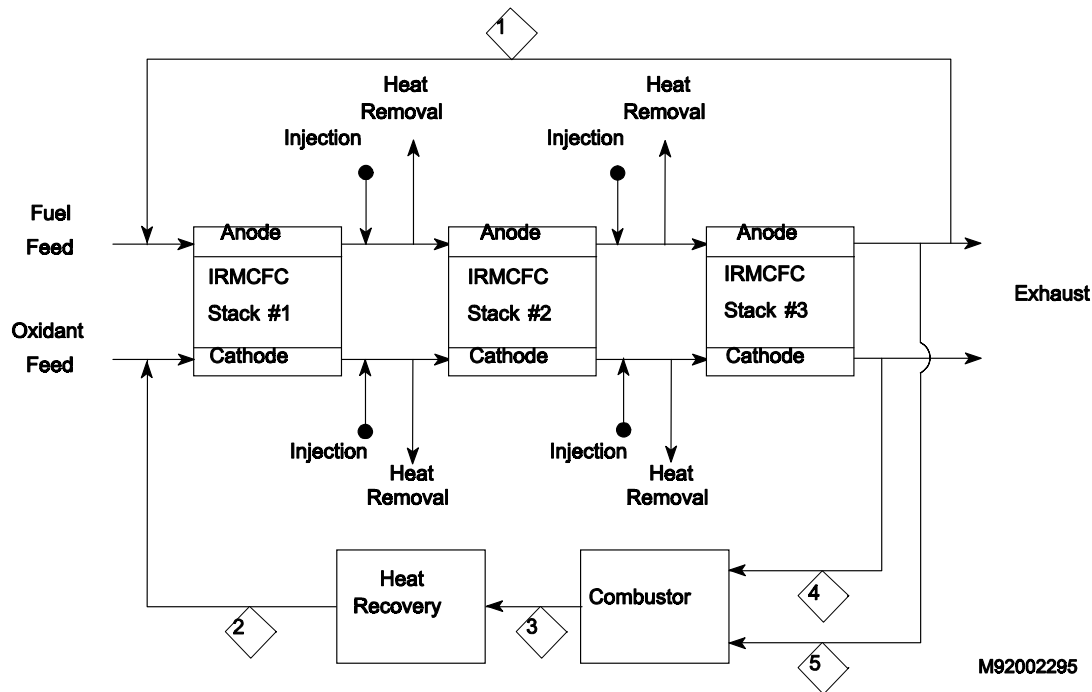 1
Heat
Removal
Heat
Removal
Injection
Injection
Fuel
Feed
Anode
Anode
Anode
IRMCFC
Stack #1
IRMCFC
Stack #2
IRMCFC
Stack #3
Exhaust
Oxidant
Feed
Cathode
Cathode
Cathode
Injection
Injection
Heat
Removal
Heat
Removal
Heat
Recovery
Combustor
4
2
3
5
M92002295